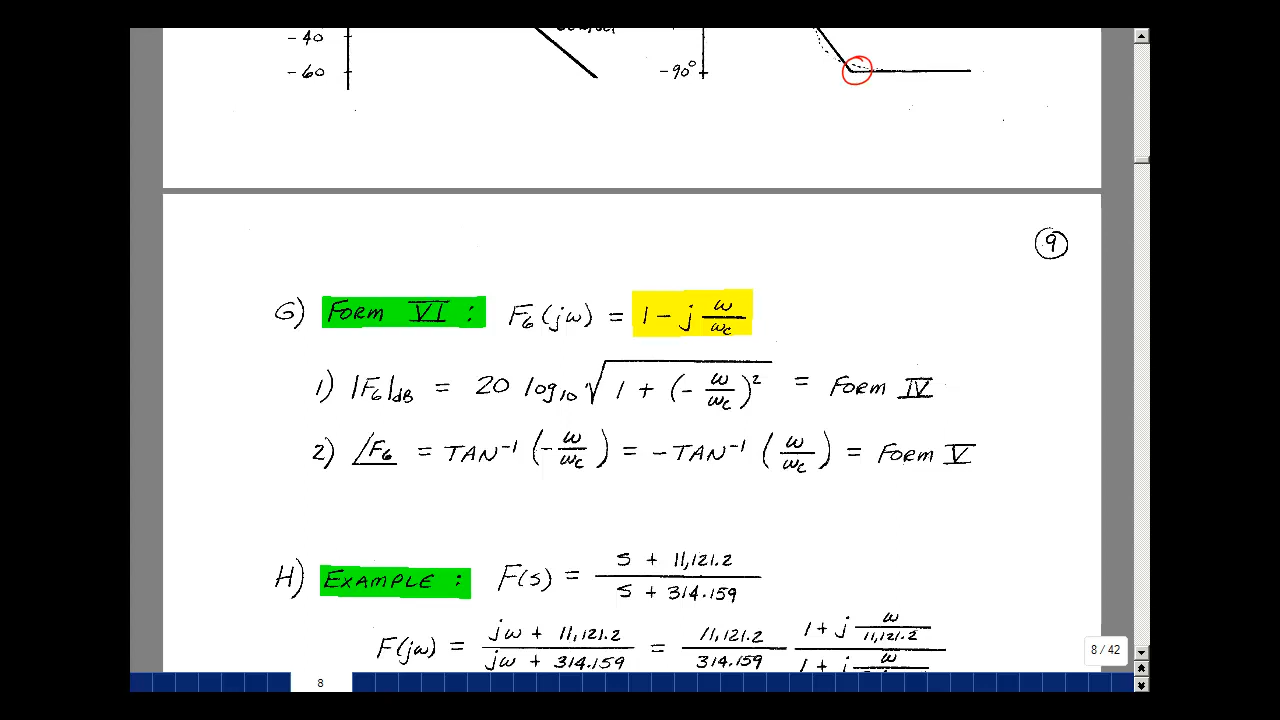 -40
-60
-90°
9
G) FORM VI : F₆(jω) = 1 - j ω/ωc
1) |F₆|dB = 20 log₁₀ √(1 + (-ω/ωc)²) = FORM IV
2) ∠F₆ = TAN⁻¹ (-ω/ωc) = -TAN⁻¹ (ω/ωc) = FORM V
H) EXAMPLE : F(s) = (s + 11,121.2)/(s + 314.159)
F(jω) = (jω + 11,121.2)/(jω + 314.159) = 11,121.2/314.159 (1 + j ω/11,121.2)/(1 + j ω/
8 / 42
8